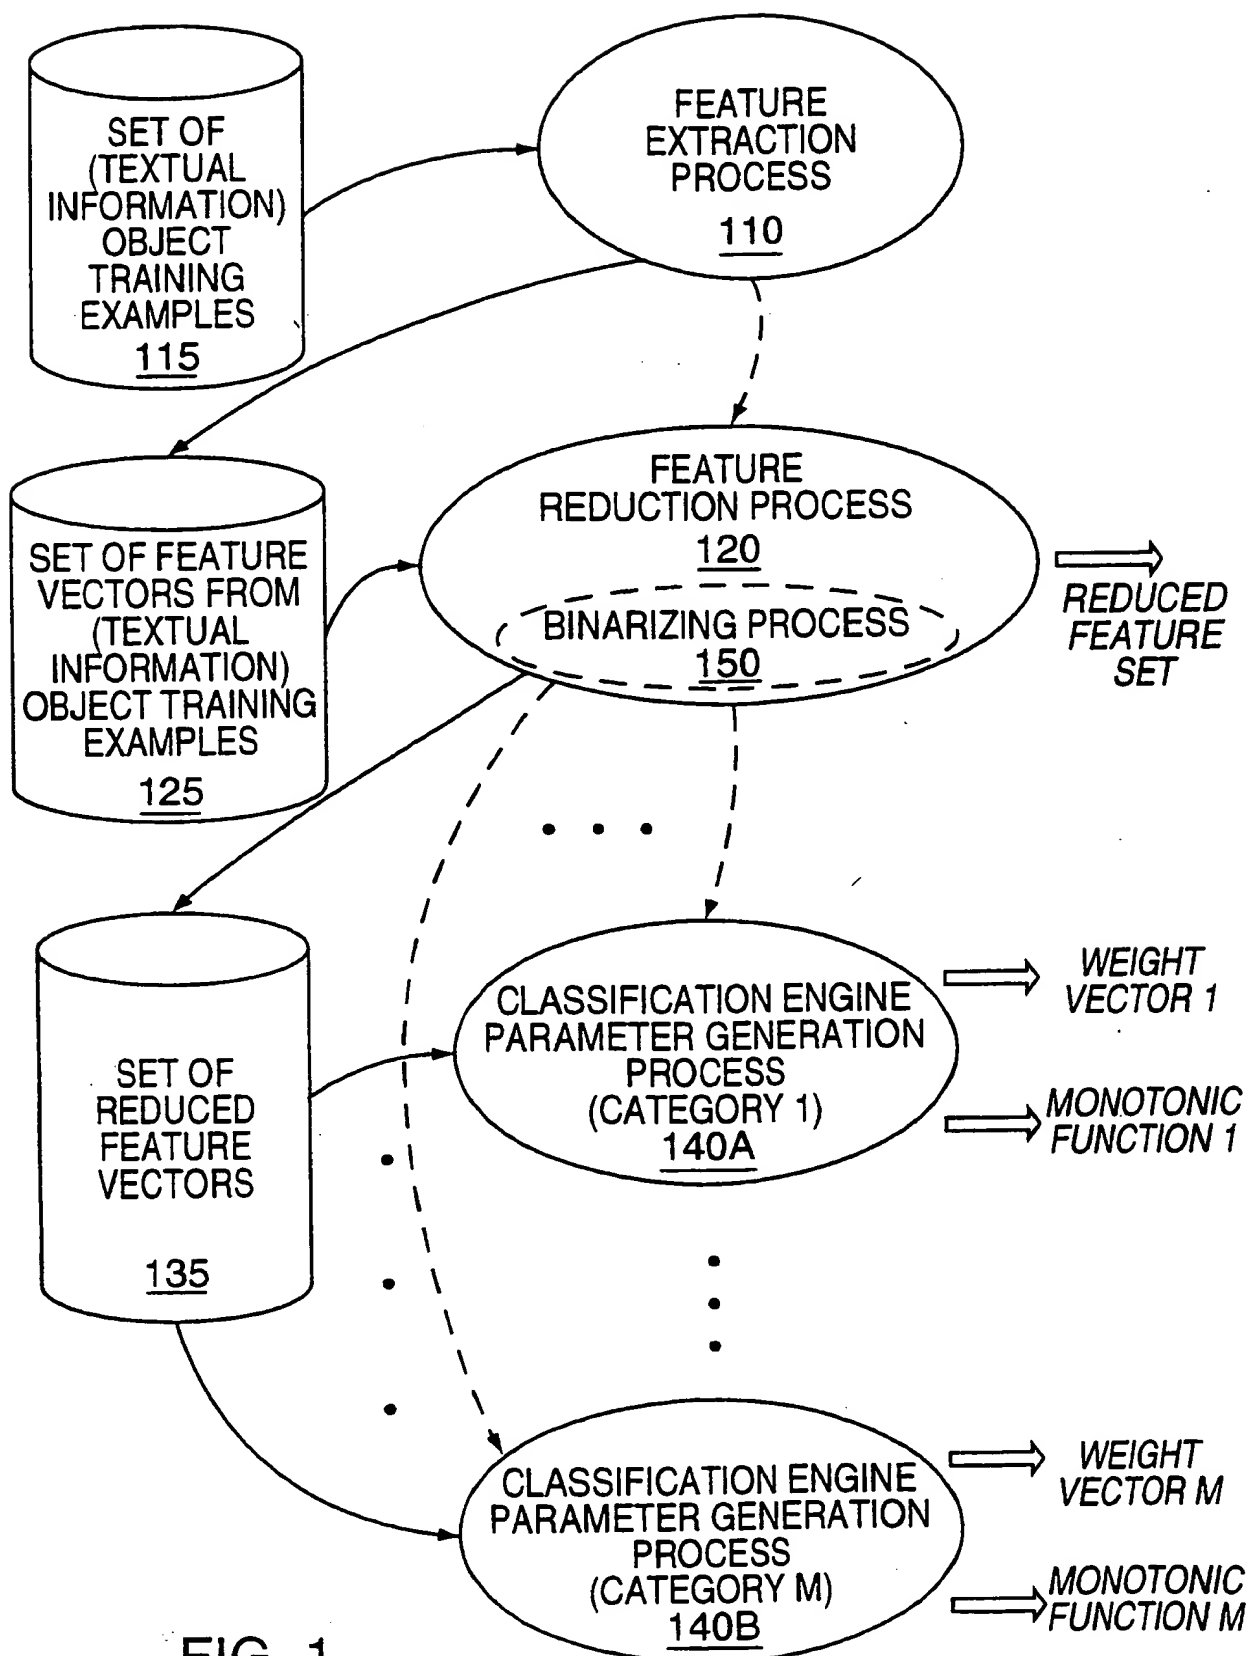 SET OF
(TEXTUAL
INFORMATION)
OBJECT
TRAINING
EXAMPLES
115
FEATURE
EXTRACTION
PROCESS
110
SET OF FEATURE
VECTORS FROM
(TEXTUAL
INFORMATION)
OBJECT TRAINING
EXAMPLES
125
FEATURE
REDUCTION PROCESS
120
BINARIZING PROCESS
150
REDUCED
FEATURE
SET
SET OF
REDUCED
FEATURE
VECTORS
135
CLASSIFICATION ENGINE
PARAMETER GENERATION
PROCESS
(CATEGORY 1)
140A
WEIGHT
VECTOR 1
MONOTONIC
FUNCTION 1
CLASSIFICATION ENGINE
PARAMETER GENERATION
PROCESS
(CATEGORY M)
140B
WEIGHT
VECTOR M
MONOTONIC
FUNCTION M
FIG. 1